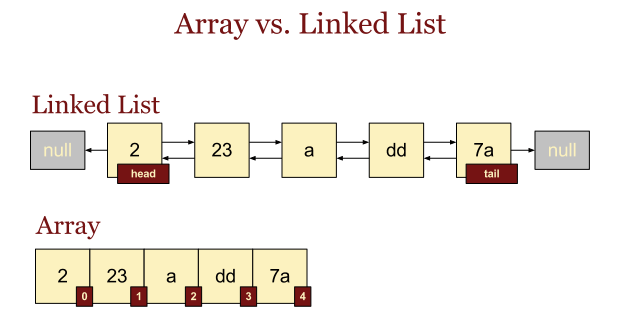 Array vs. Linked List
Linked List
null 2 23 a dd 7a null
head tail
Array
2 23 a dd 7a
0 1 2 3 4